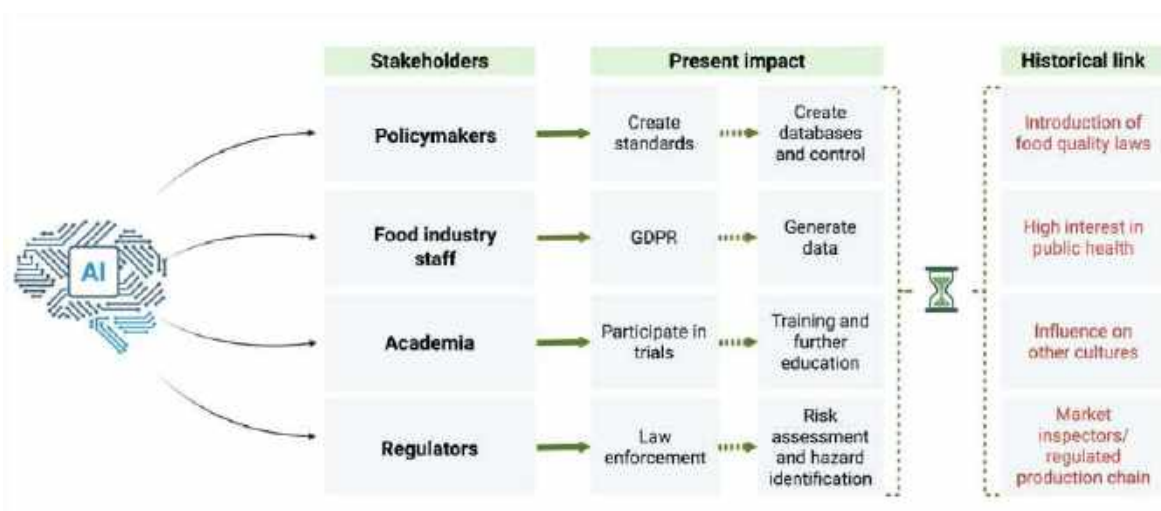 Stakeholders
Present impact
Historical link
AI
Policymakers
Create
standards
Create
databases
and control
Introduction of
food quality laws
Food industry
staff
GDPR
Generate
data
High interest in
public health
Academia
Participate in
trials
Training and
further
education
Influence on
other cultures
Regulators
Law
enforcement
Risk
assessment
and hazard
identification
Market
inspectors/
regulated
production chain